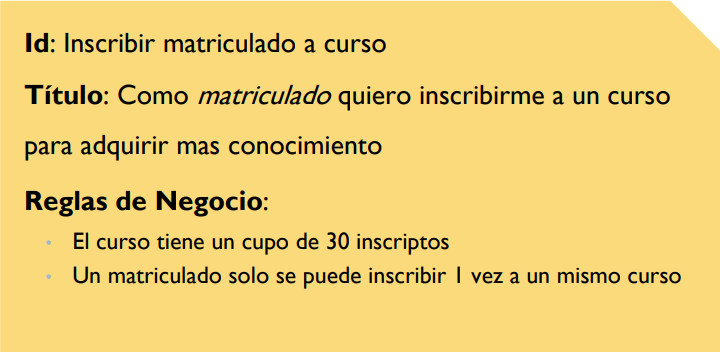 Id: Inscribir matriculado a curso
Título: Como matriculado quiero inscribirme a un curso
para adquirir mas conocimiento
Reglas de Negocio:
• El curso tiene un cupo de 30 inscriptos
• Un matriculado solo se puede inscribir 1 vez a un mismo curso